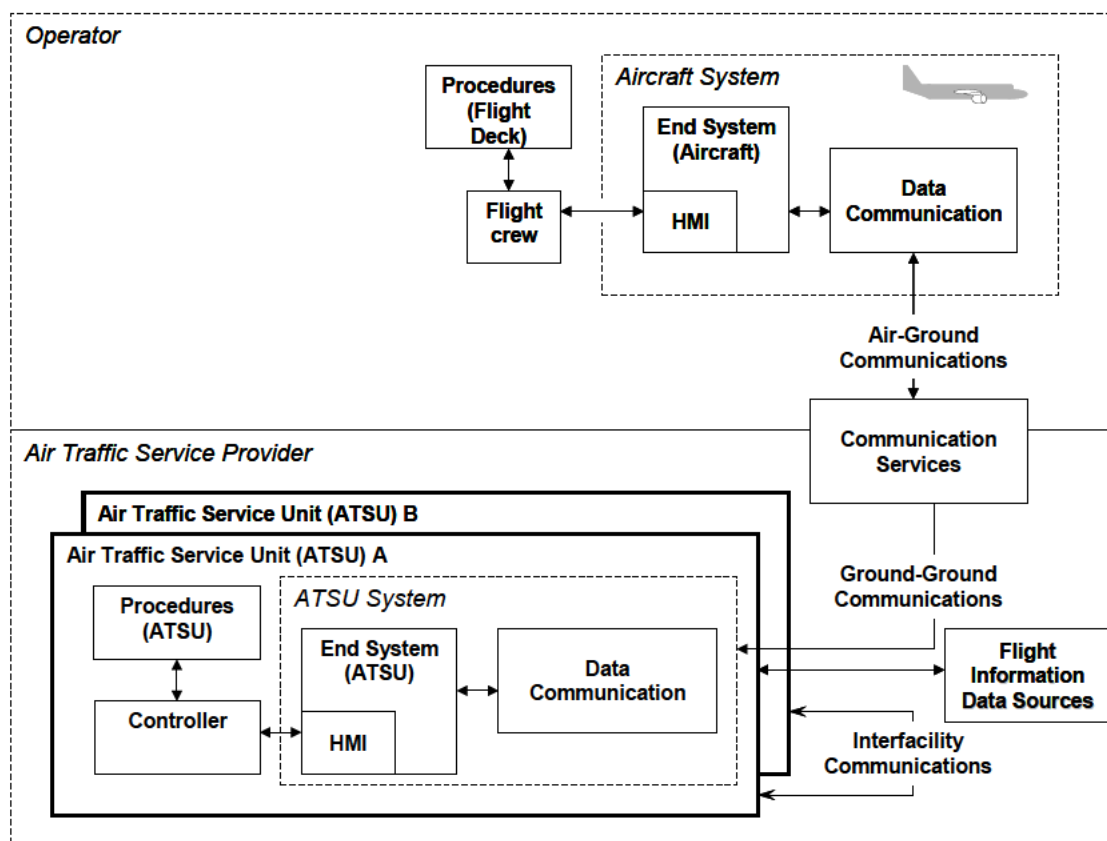 Operator
Aircraft System
Procedures
(Flight
Deck)
End System
(Aircraft)
HMI
Data
Communication
Flight
crew
Air-Ground
Communications
Communication
Services
Air Traffic Service Provider
Air Traffic Service Unit (ATSU) B
Air Traffic Service Unit (ATSU) A
ATSU System
Procedures
(ATSU)
End System
(ATSU)
HMI
Data
Communication
Controller
Ground-Ground
Communications
Flight
Information
Data Sources
Interfacility
Communications